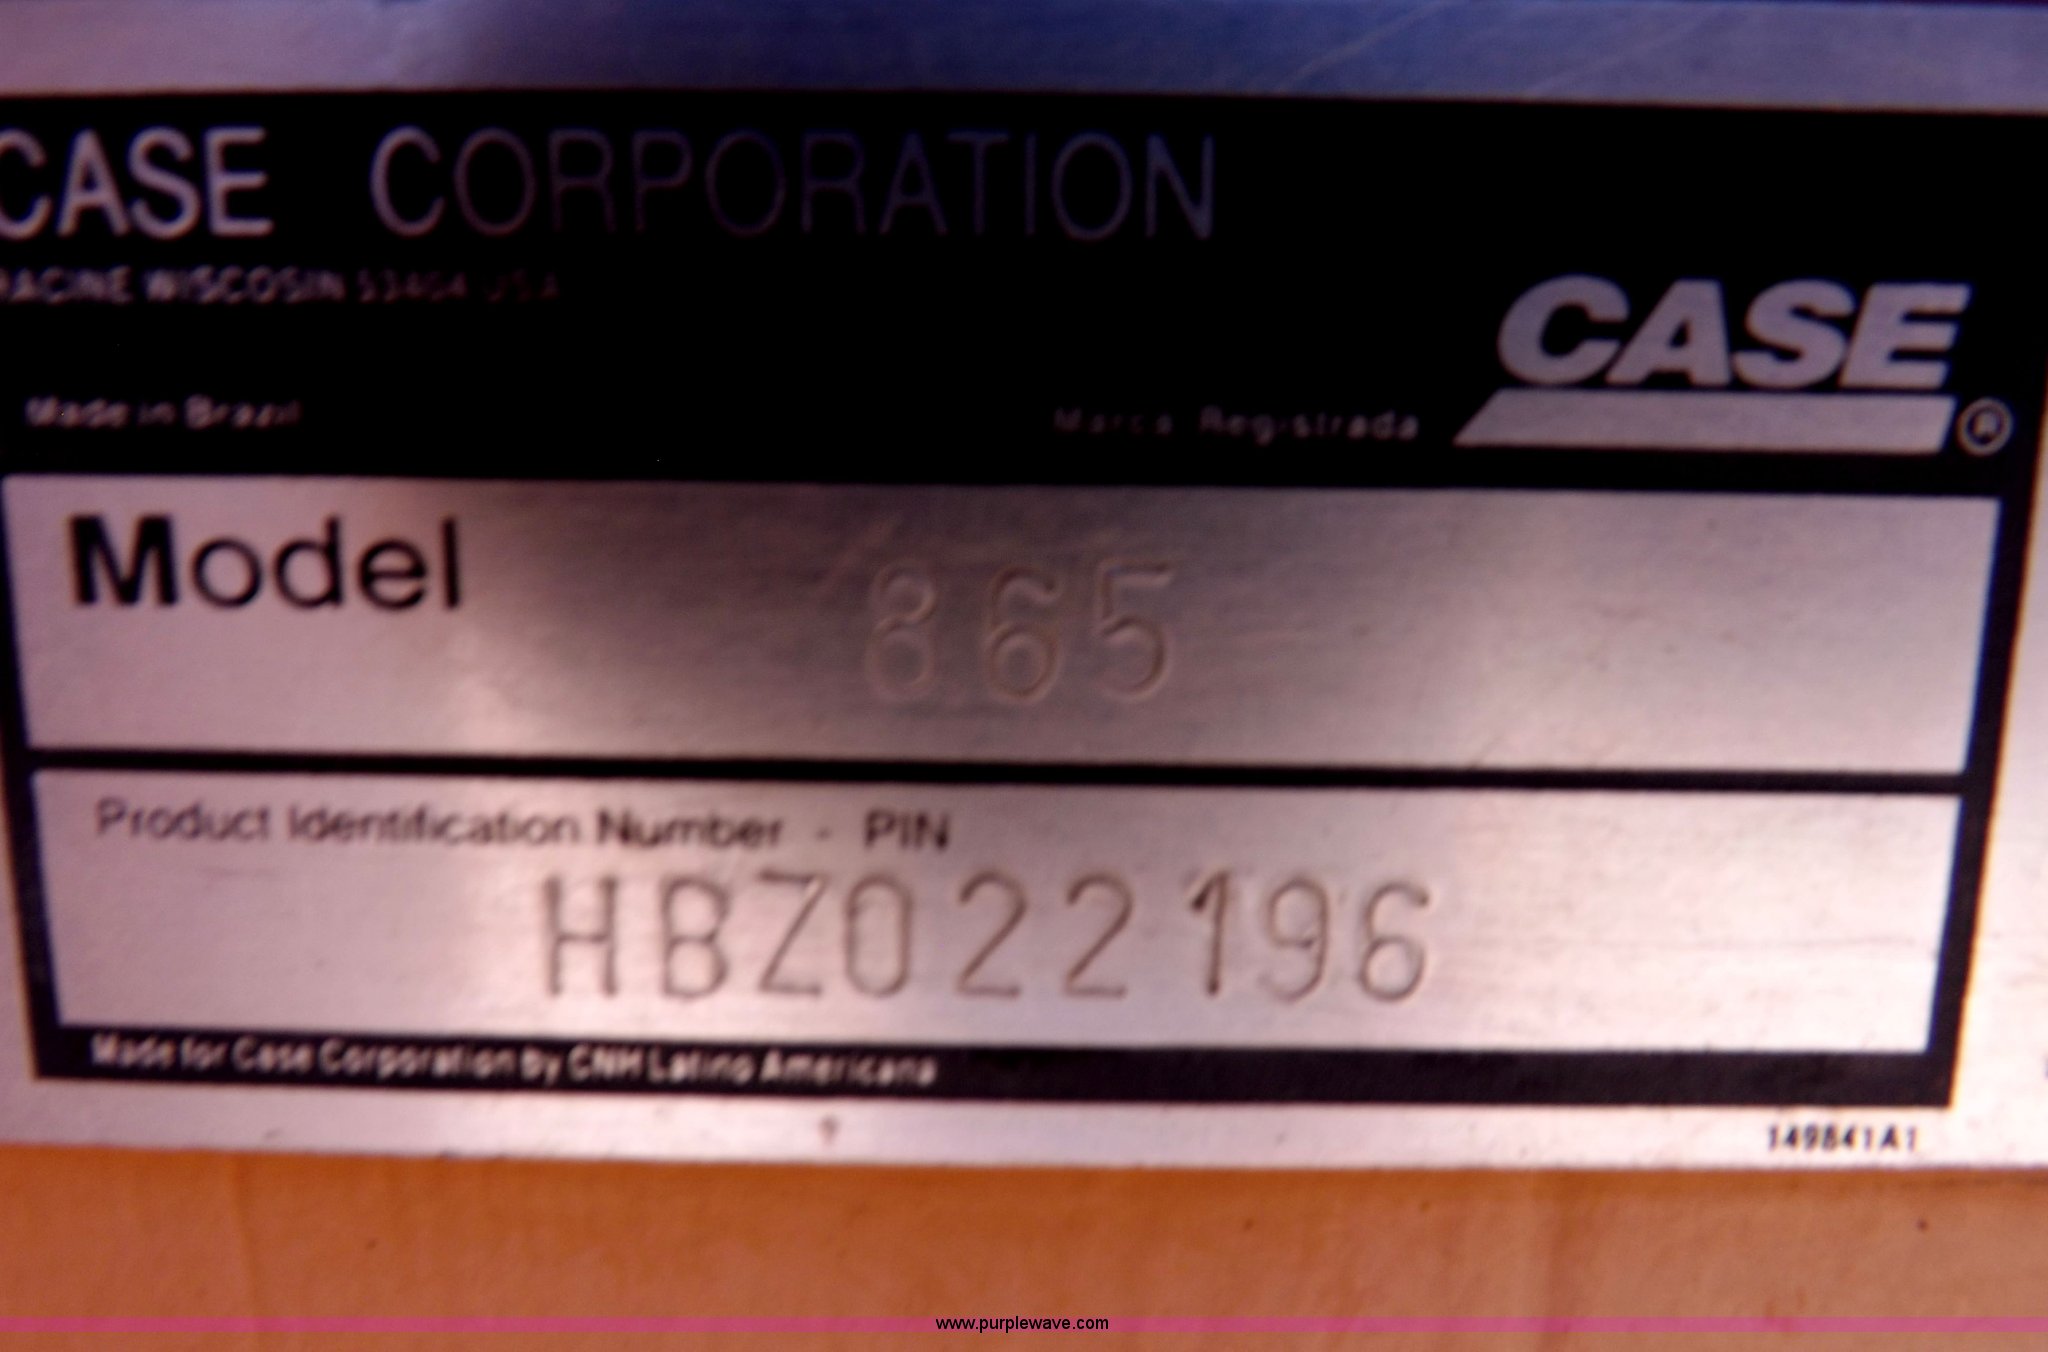 CASE CORPORATION
RACINE WISCOSIN 53404 USA
CASE
Made in Brazil
Marca Registrada
®
Model 865
Product Identification Number - PIN
HBZ022196
Made for Case Corporation by CNH Latino Americana
149841A1
www.purplewave.com